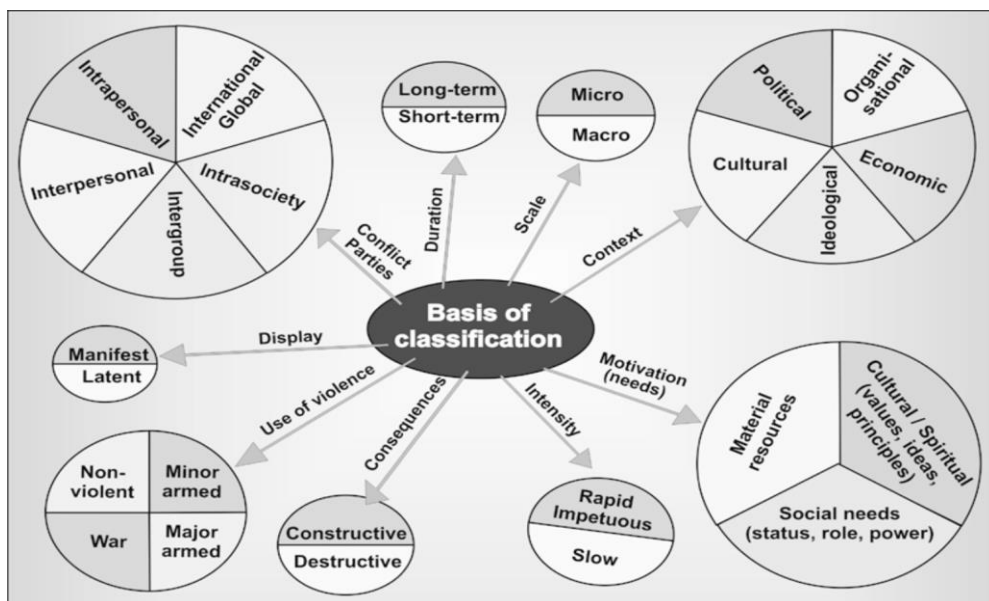 Intrapersonal
International
Global
Interpersonal
Intrasociety
Intergroup
Long-term
Short-term
Micro
Macro
Political
Organi-
sational
Cultural
Economic
Ideological
Conflict
Parties
Duration
Scale
Context
Basis of
classification
Display
Manifest
Latent
Use of violence
Consequences
Intensity
Motivation
(needs)
Non-
violent
Minor
armed
War
Major
armed
Constructive
Destructive
Rapid
Impetuous
Slow
Material
resources
Cultural / Spiritual
(values, ideas,
principles)
Social needs
(status, role, power)